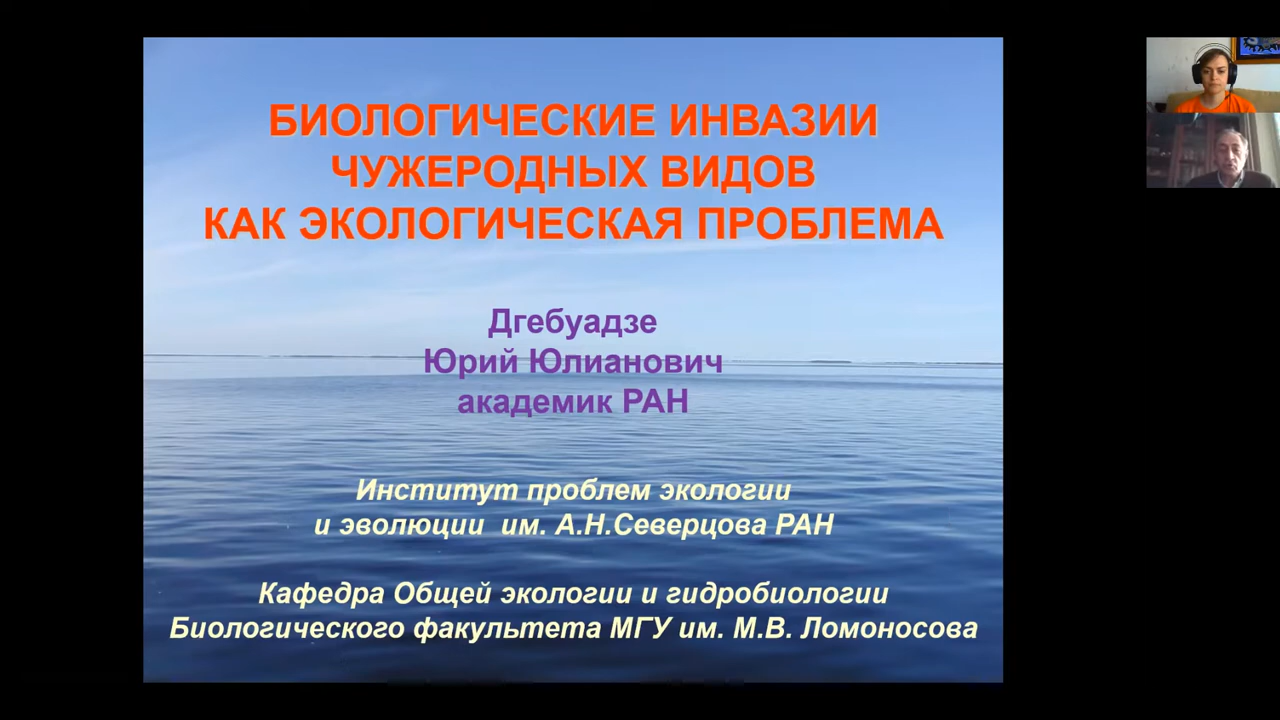 БИОЛОГИЧЕСКИЕ ИНВАЗИИ
ЧУЖЕРОДНЫХ ВИДОВ
КАК ЭКОЛОГИЧЕСКАЯ ПРОБЛЕМА
Дгебуадзе
Юрий Юлианович
академик РАН
Институт проблем экологии
и эволюции им. А.Н.Северцова РАН
Кафедра Общей экологии и гидробиологии
Биологического факультета МГУ им. М.В. Ломоносова